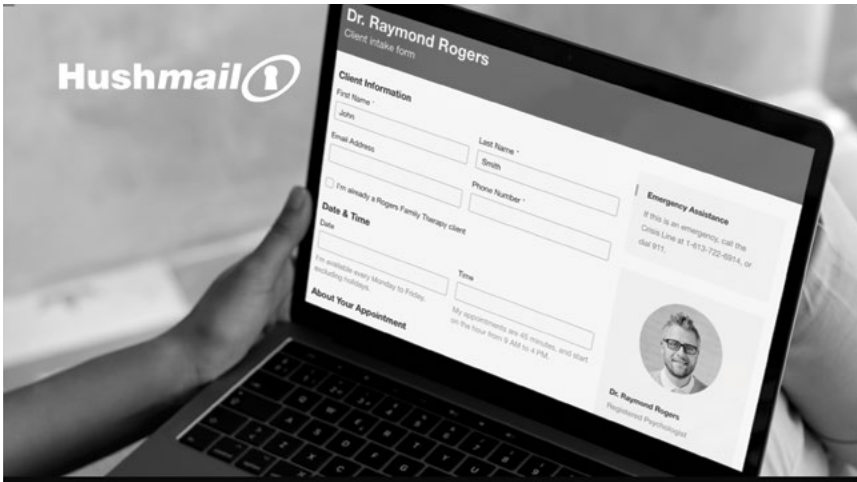 Hushmail
Dr. Raymond Rogers
Client intake form
Client Information
First Name *
John
Last Name *
Smith
Email Address
Phone Number *
I'm already a Rogers Family Therapy client
Date & Time
Date
I'm available every Monday to Friday,
excluding holidays.
Time
My appointments are 45 minutes, and start
on the hour from 9 AM to 4 PM.
About Your Appointment
Emergency Assistance
If this is an emergency, call the
Crisis Line at 1-613-722-6914, or
dial 911.
Dr. Raymond Rogers
Registered Psychologist